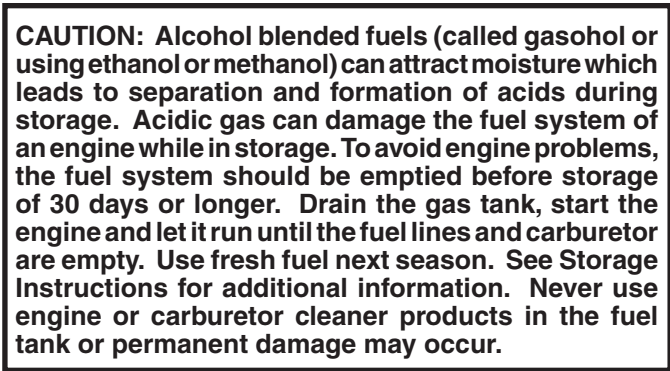 CAUTION: Alcohol blended fuels (called gasohol or
using ethanol or methanol) can attract moisture which
leads to separation and formation of acids during
storage. Acidic gas can damage the fuel system of
an engine while in storage. To avoid engine problems,
the fuel system should be emptied before storage
of 30 days or longer. Drain the gas tank, start the
engine and let it run until the fuel lines and carburetor
are empty. Use fresh fuel next season. See Storage
Instructions for additional information. Never use
engine or carburetor cleaner products in the fuel
tank or permanent damage may occur.